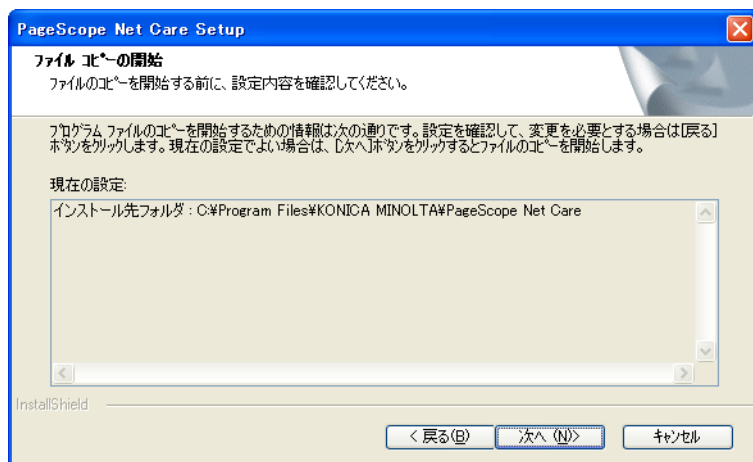 PageScope Net Care Setup
ファイル コピーの開始
ファイルのコピーを開始する前に、設定内容を確認してください。
プログラム ファイルのコピーを開始するための情報は次の通りです。設定を確認して、変更を必要とする場合は[戻る]
ボタンをクリックします。現在の設定でよい場合は、[次へ]ボタンをクリックするとファイルのコピーを開始します。
現在の設定:
インストール先フォルダ : C:¥Program Files¥KONICA MINOLTA¥PageScope Net Care
InstallShield
< 戻る(B)
次へ (N)>
キャンセル